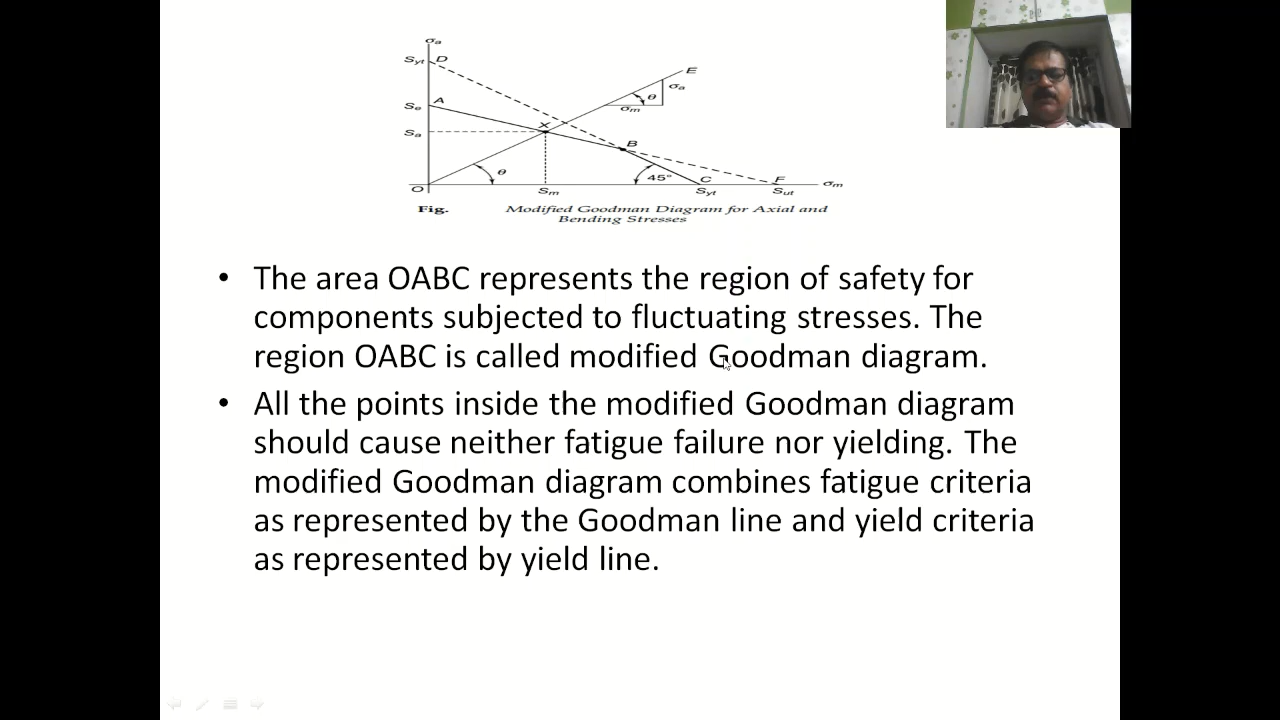 σa
Syt D
E
σa
θ
σm
Se A
Sa X
B
θ
45°
C F
O Sm Syt Sut σm
Fig. Modified Goodman Diagram for Axial and
Bending Stresses
• The area OABC represents the region of safety for
components subjected to fluctuating stresses. The
region OABC is called modified Goodman diagram.
• All the points inside the modified Goodman diagram
should cause neither fatigue failure nor yielding. The
modified Goodman diagram combines fatigue criteria
as represented by the Goodman line and yield criteria
as represented by yield line.